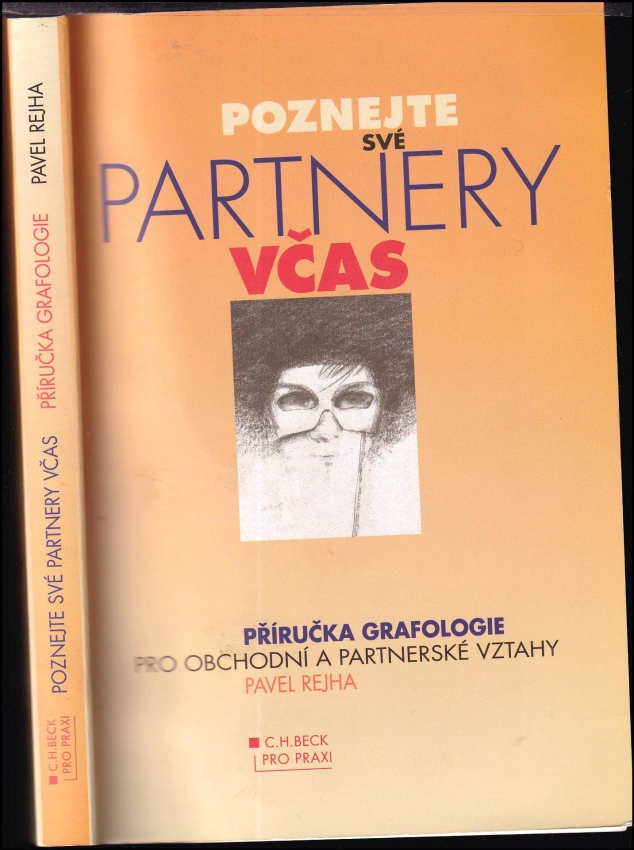 POZNEJTE
SVÉ
PARTNERY
VČAS
PŘÍRUČKA GRAFOLOGIE
PRO OBCHODNÍ A PARTNERSKÉ VZTAHY
PAVEL REJHA
C.H.BECK
PRO PRAXI
POZNEJTE SVÉ PARTNERY VČAS PŘÍRUČKA GRAFOLOGIE PAVEL REJHA
C.H.BECK
PRO PRAXI